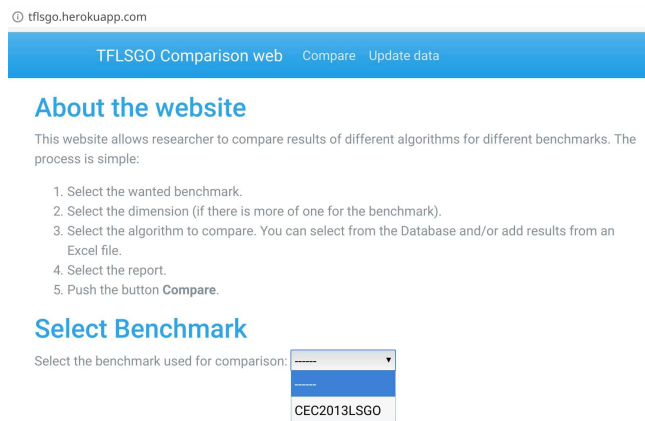 tflsgo.herokuapp.com
TFLSGO Comparison web Compare Update data
About the website
This website allows researcher to compare results of different algorithms for different benchmarks. The
process is simple:
1. Select the wanted benchmark.
2. Select the dimension (if there is more of one for the benchmark).
3. Select the algorithm to compare. You can select from the Database and/or add results from an
Excel file.
4. Select the report.
5. Push the button Compare.
Select Benchmark
Select the benchmark used for comparison: ------
------
CEC2013LSGO